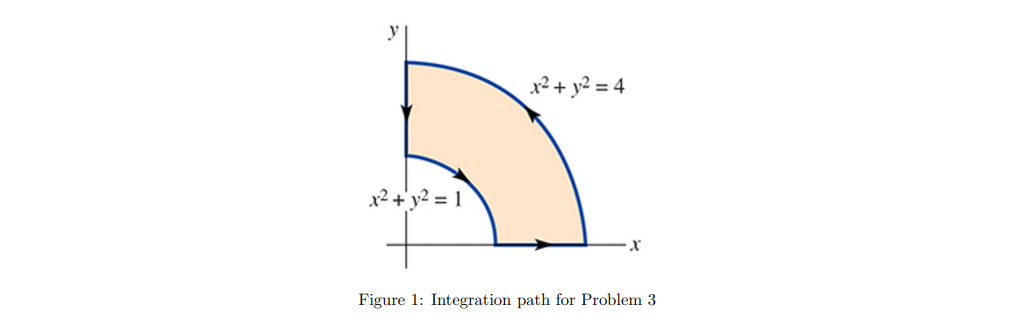 y
x² + y² = 4
x² + y² = 1
x
Figure 1: Integration path for Problem 3